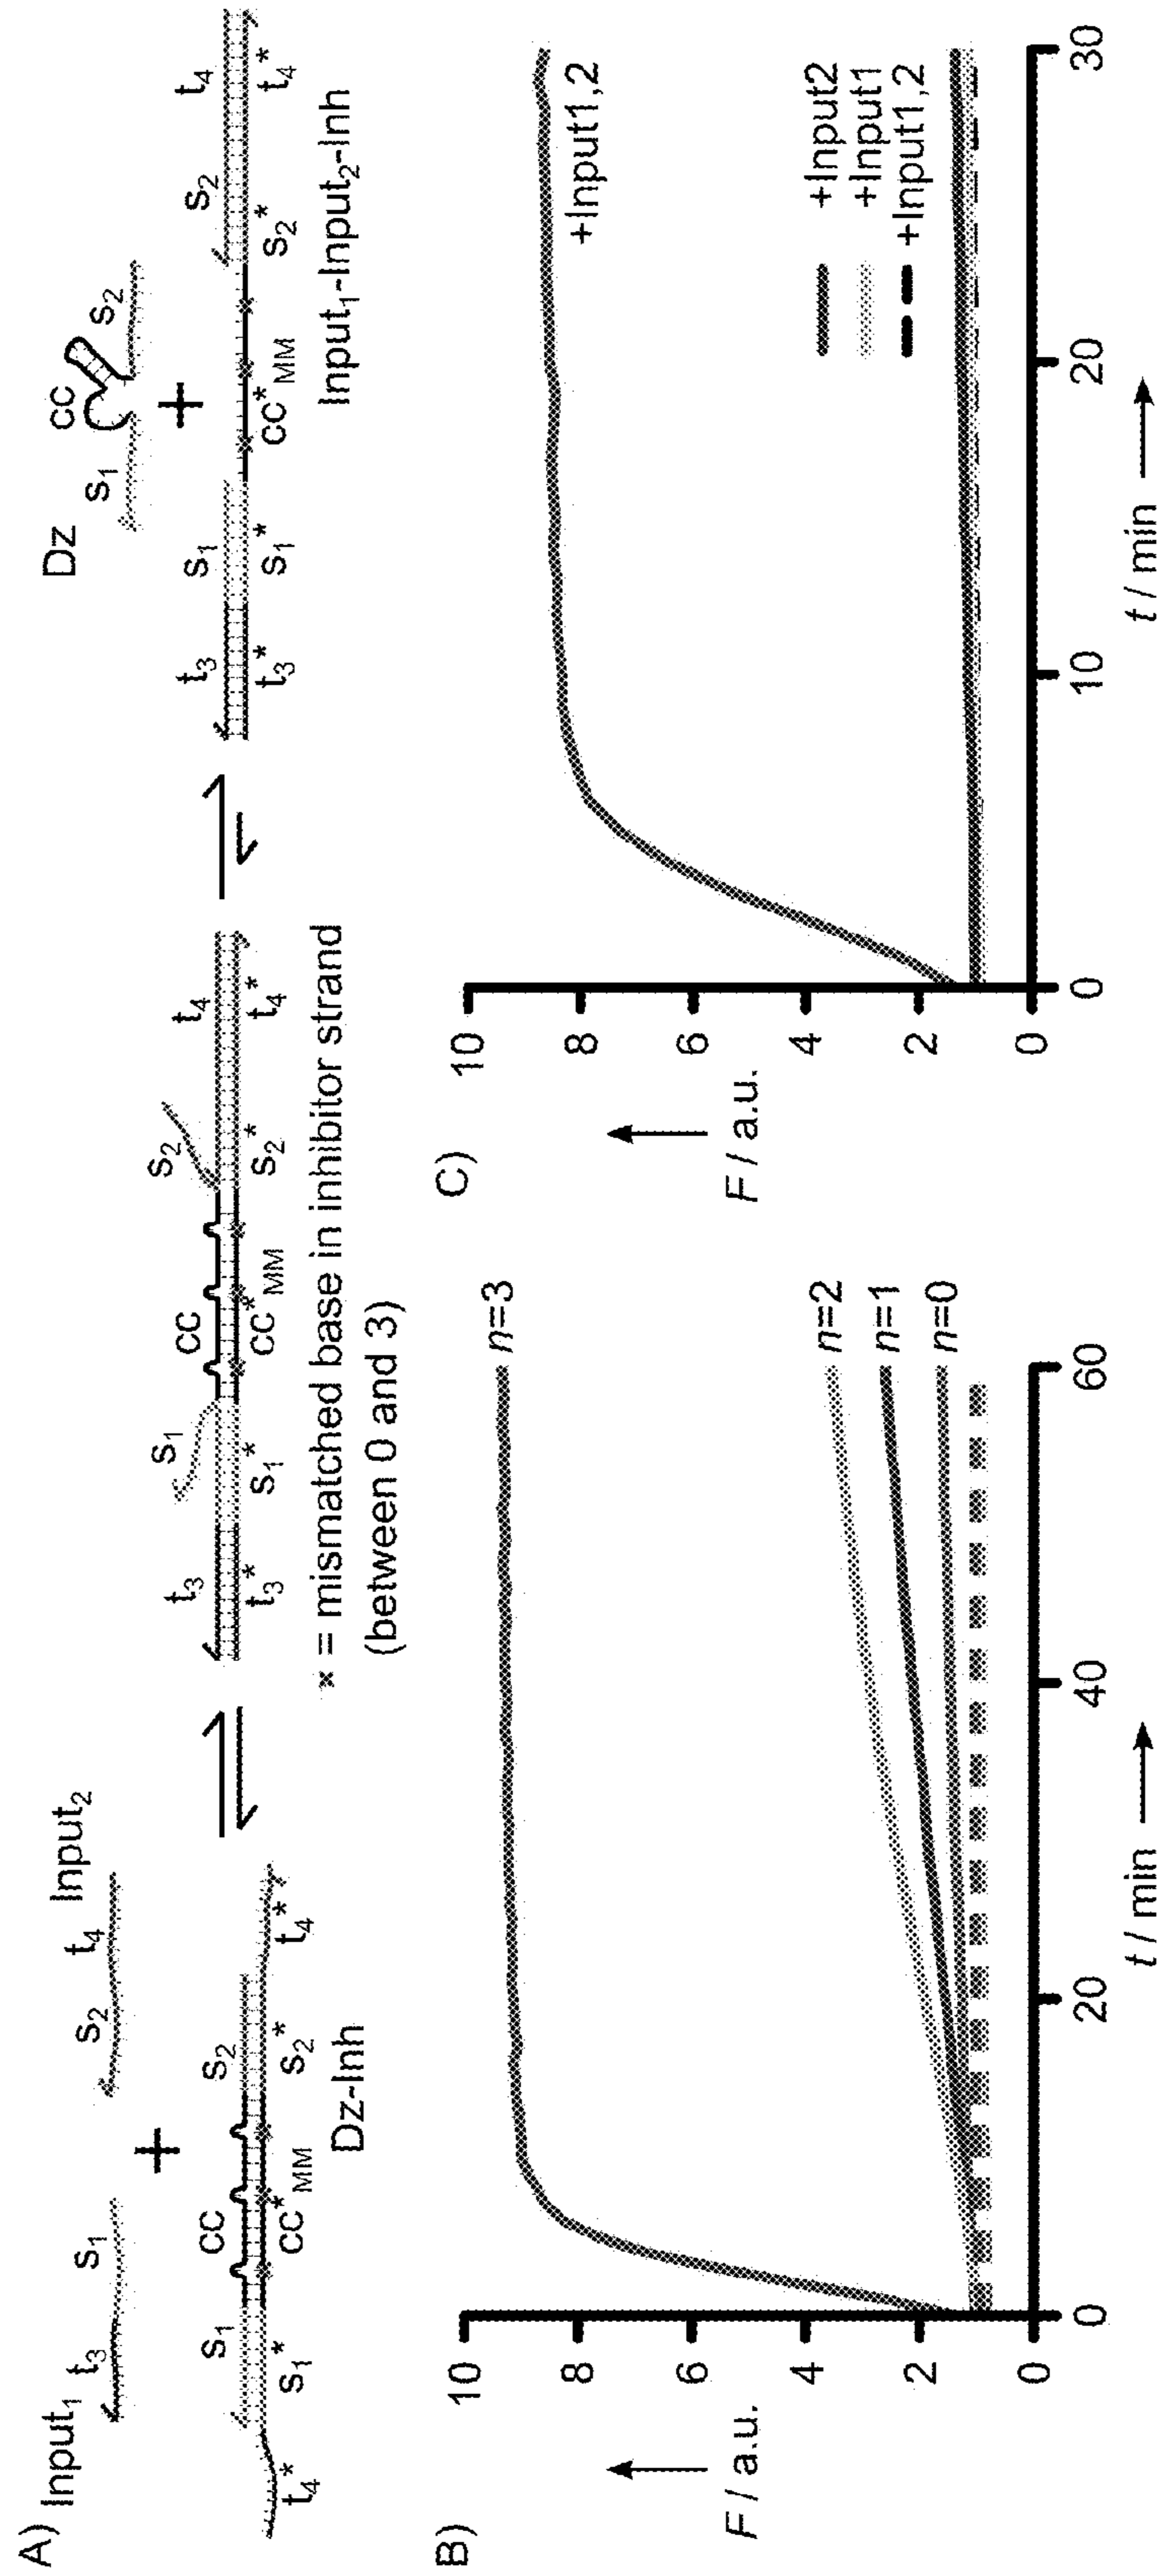 A)
Input₁
t₃ s₁
+
s₂ t₄ Input₂
s₁ CC s₂
t₄* s₁* CC*MM s₂* t₄*
Dz-Inh
t₃ s₁ CC s₂ t₄
t₃* s₁* CC*MM s₂* t₄*
× = mismatched base in inhibitor strand
(between 0 and 3)
Dz
s₁ CC s₂
+
t₃ s₁ s₂ t₄
t₃* s₁* CC*MM s₂* t₄*
Input₁-Input₂-Inh
B)
F / a.u.
10
8
6
4
2
0
0 20 40 60
t / min
n=3
n=2
n=1
n=0
C)
F / a.u.
10
8
6
4
2
0
0 10 20 30
t / min
+Input1,2
+Input2
+Input1
+Input1,2